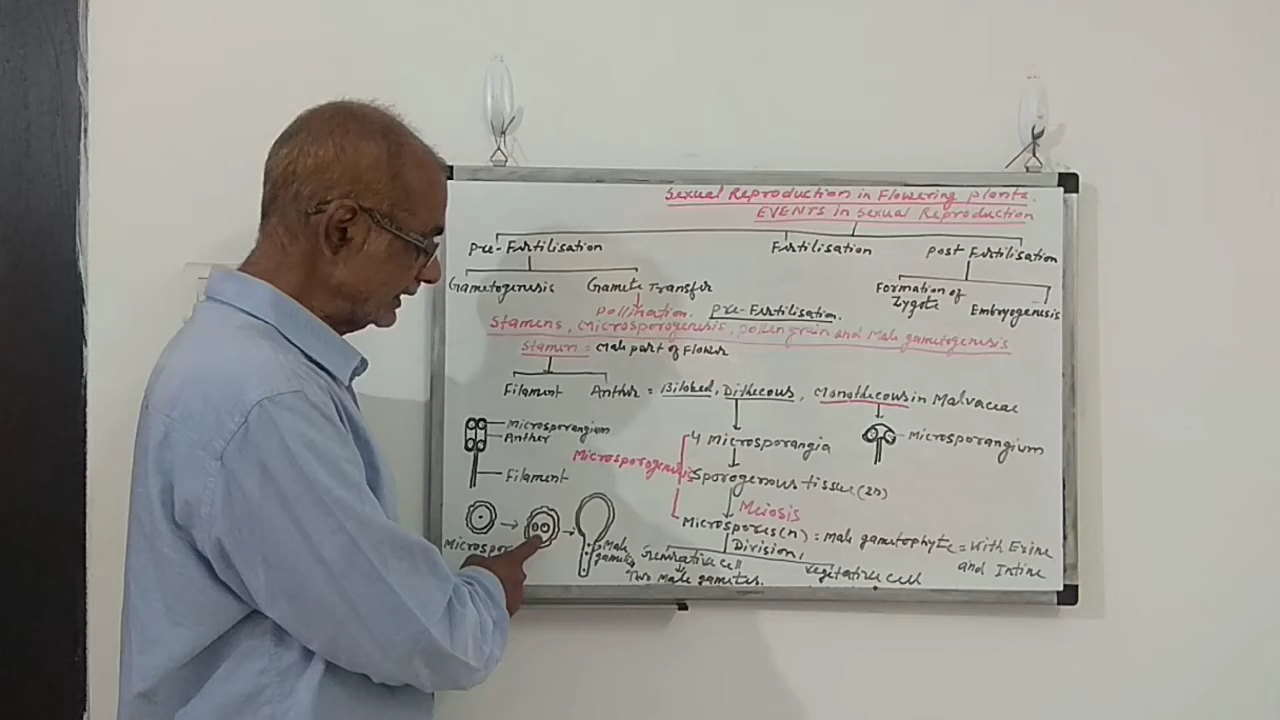 Sexual Reproduction in Flowering plants.
EVENTS in Sexual Reproduction
Pre-Fertilisation Fertilisation Post Fertilisation
Gametogenesis Gamete Transfer Formation of Zygote Embryogenesis
Pollination. Pre-Fertilisation.
Stamens, microsporogenesis, pollengrain and Male gametogenesis
Stamen = Male part of Flower
Filament Anther = Bilobed, Dithecous, Monothecous in Malvaceae
Microsporangium
Anther
Filament
4 Microsporangia
Microsporangium
Microsporogenesis
Sporogenous tissue (2n)
Meiosis
Microspores (n) = male gametophyte = with Exine and Intine
Division,
Generative cell vegetative cell
Two Male gametes.
Male gametes